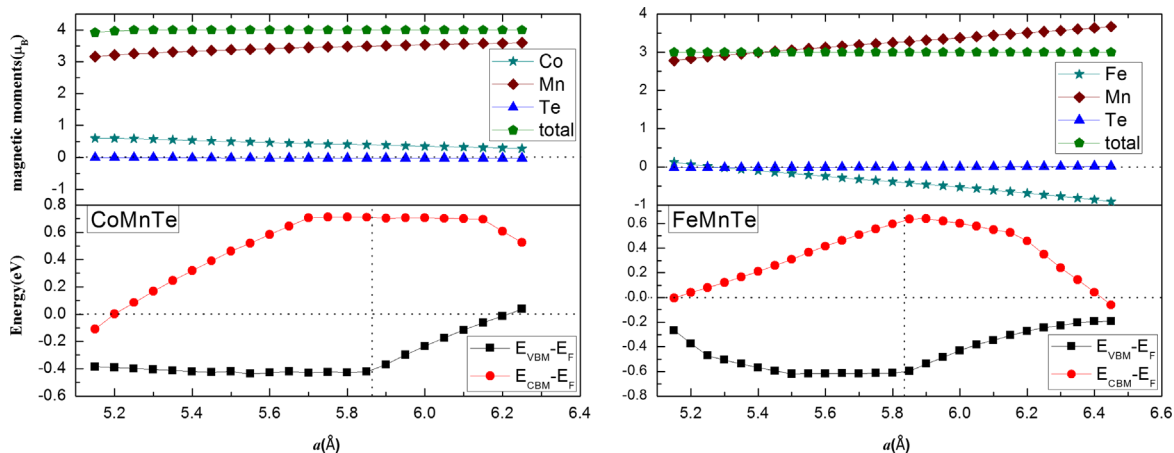 magnetic moments(μB)
4
3
2
1
0
-1
Co
Mn
Te
total
Energy(eV)
0.8
0.6
0.4
0.2
0.0
-0.2
-0.4
-0.6
CoMnTe
EVBM-EF
ECBM-EF
5.2 5.4 5.6 5.8 6.0 6.2 6.4
a(Å)
4
3
2
1
0
-1
Fe
Mn
Te
total
0.8
0.6
0.4
0.2
-0.0
-0.2
-0.4
-0.6
-0.8
FeMnTe
EVBM-EF
ECBM-EF
5.2 5.4 5.6 5.8 6.0 6.2 6.4 6.6
a(Å)